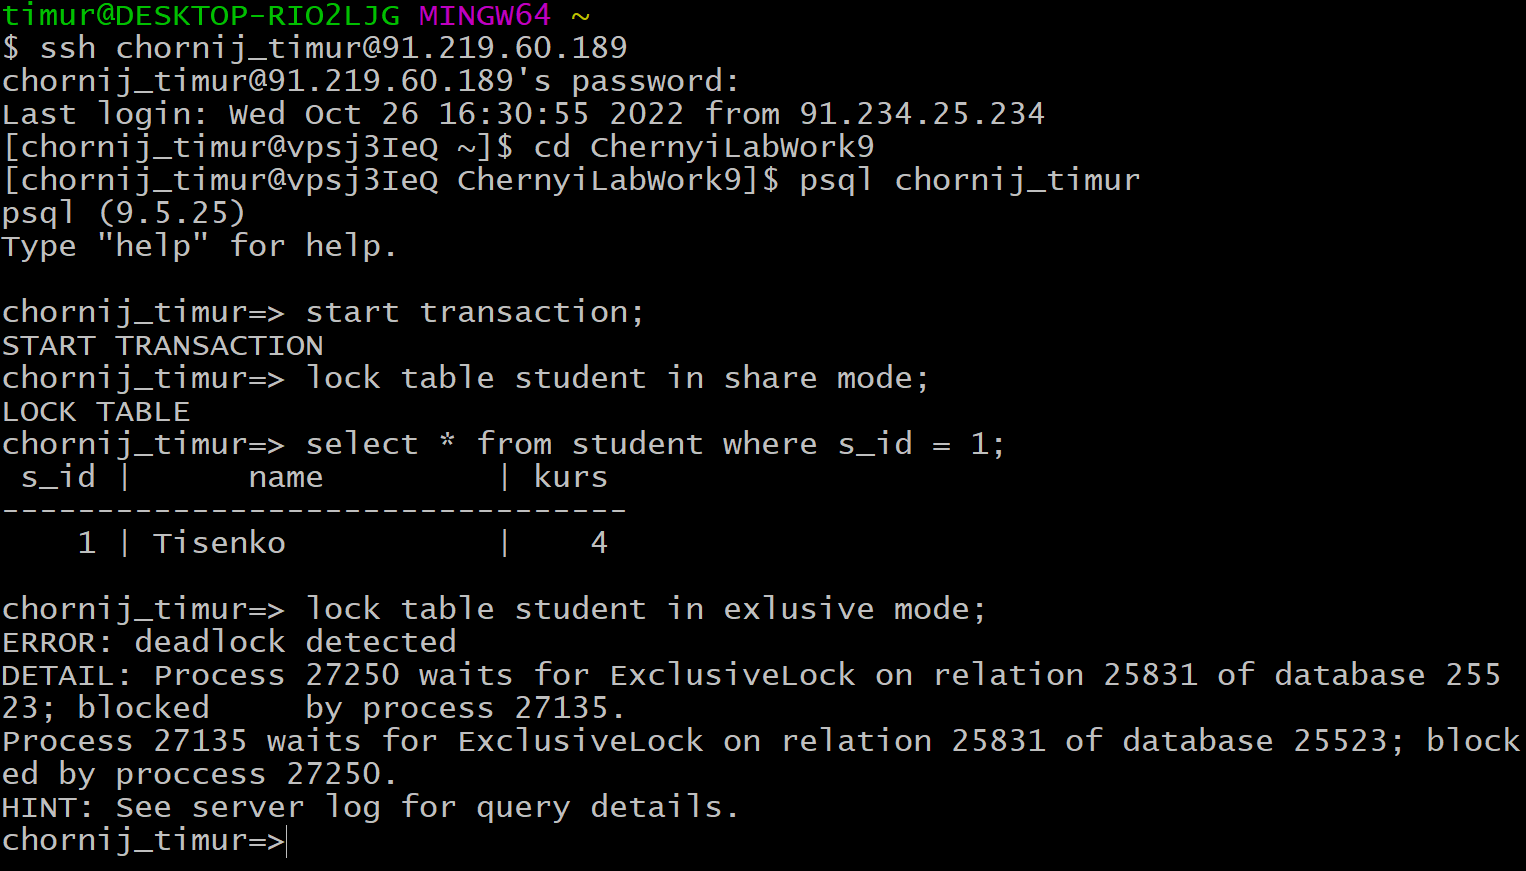 timur@DESKTOP-RIO2LJG MINGW64 ~
$ ssh chornij_timur@91.219.60.189
chornij_timur@91.219.60.189's password:
Last login: Wed Oct 26 16:30:55 2022 from 91.234.25.234
[chornij_timur@vpsj3IeQ ~]$ cd ChernyiLabWork9
[chornij_timur@vpsj3IeQ ChernyiLabWork9]$ psql chornij_timur
psql (9.5.25)
Type "help" for help.

chornij_timur=> start transaction;
START TRANSACTION
chornij_timur=> lock table student in share mode;
LOCK TABLE
chornij_timur=> select * from student where s_id = 1;
 s_id |      name         | kurs
---------------------------------
    1 | Tisenko           |    4

chornij_timur=> lock table student in exlusive mode;
ERROR: deadlock detected
DETAIL: Process 27250 waits for ExclusiveLock on relation 25831 of database 255
23; blocked     by process 27135.
Process 27135 waits for ExclusiveLock on relation 25831 of database 25523; block
ed by proccess 27250.
HINT: See server log for query details.
chornij_timur=>